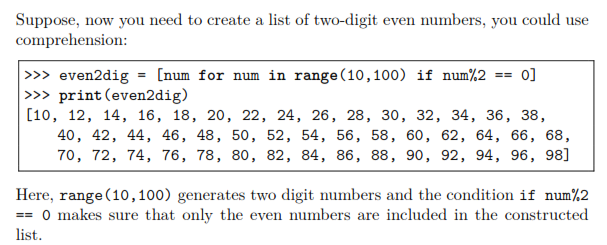 Suppose, now you need to create a list of two-digit even numbers, you could use
comprehension:
>>> even2dig = [num for num in range(10,100) if num%2 == 0]
>>> print(even2dig)
[10, 12, 14, 16, 18, 20, 22, 24, 26, 28, 30, 32, 34, 36, 38,
40, 42, 44, 46, 48, 50, 52, 54, 56, 58, 60, 62, 64, 66, 68,
70, 72, 74, 76, 78, 80, 82, 84, 86, 88, 90, 92, 94, 96, 98]
Here, range(10,100) generates two digit numbers and the condition if num%2
== 0 makes sure that only the even numbers are included in the constructed
list.